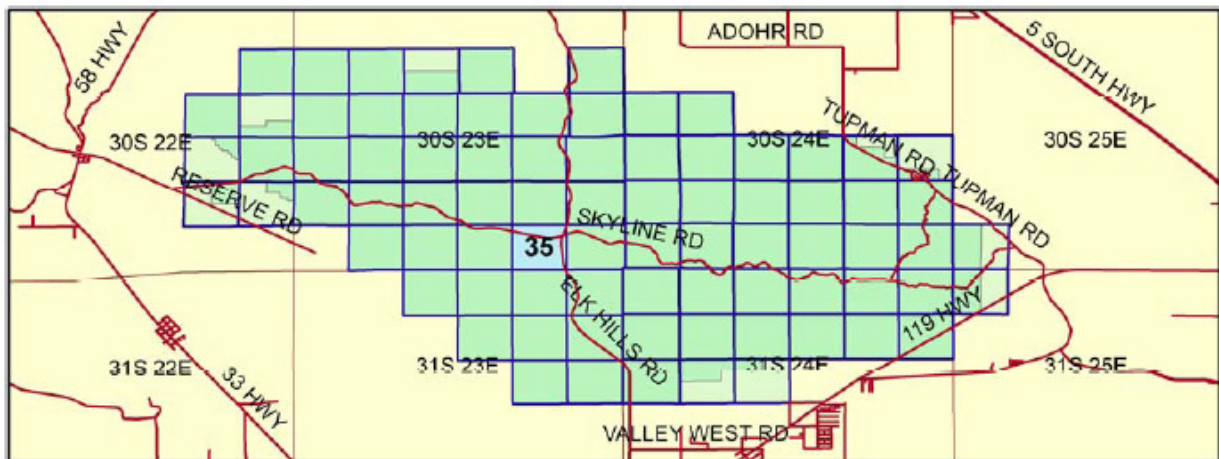 ADOHR RD
58 HWY
5 SOUTH HWY
30S 22E
30S 23E
30S 24E
TUPMAN RD
TUPMAN RD
30S 25E
RESERVE RD
SKYLINE RD
35
ELK HILLS RD
119 HWY
31S 22E
31S 23E
31S 24E
31S 25E
33 HWY
VALLEY WEST RD